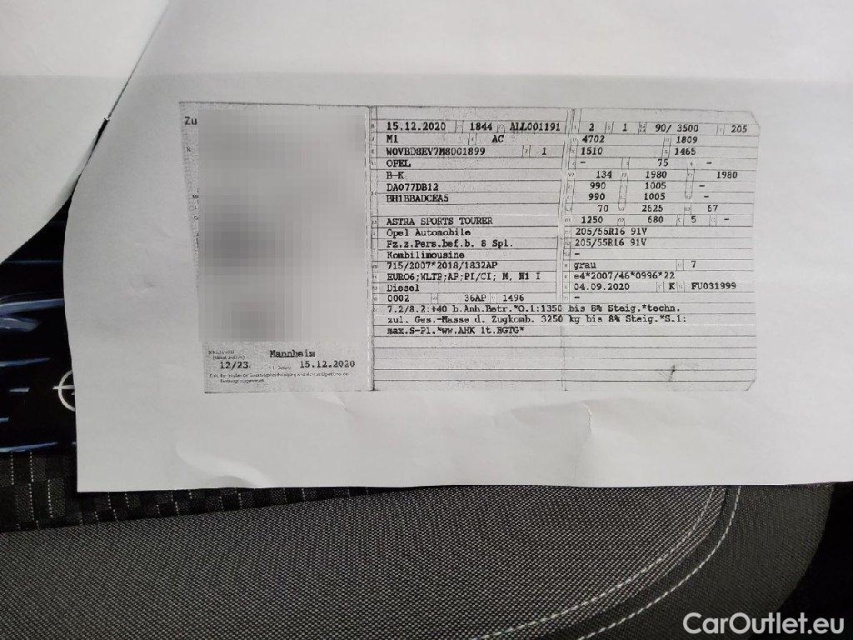 Zu
15.12.2020 1844 ALL001191 2 1 90/ 3500 205
M1 AC 4702 1809
W0VBD8EV7M8001899 1 1510 1465
OPEL - 75 -
B-K 134 1980 1980
DA077DB12 990 1005 -
BH1BBADCEA5 990 1005 -
70 2625 67
ASTRA SPORTS TOURER 1250 680 5 -
Opel Automobile 205/55R16 91V
Fz.z.Pers.bef.b. 8 Spl. 205/55R16 91V
Kombilimousine -
715/2007*2018/1832AP grau 7
EURO6;WLTP;AP:PI/CI; M, N1 I e4*2007/46*0996*22
Diesel 04.09.2020 K FU031999
0002 36AP 1496 -
7.2/8.2:+40 b.Anh.Betr.*O.1:1350 bis 8% Steig.*techn.
zul. Ges.-Masse d. Zugkomb. 3250 kg bis 8% Steig.*S.1:
max.S-Pl.*ww.AHK lt.EGTG*
Mannheim
12/23 15.12.2020
CarOutlet.eu